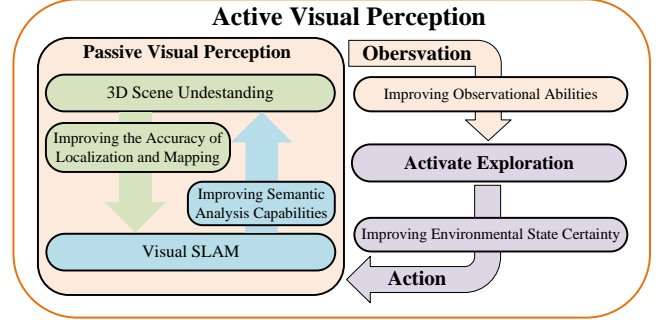 Active Visual Perception
Passive Visual Perception
3D Scene Undestanding
Improving the Accuracy of
Localization and Mapping
Improving Semantic
Analysis Capabilities
Visual SLAM
Obersvation
Improving Observational Abilities
Activate Exploration
Improving Environmental State Certainty
Action